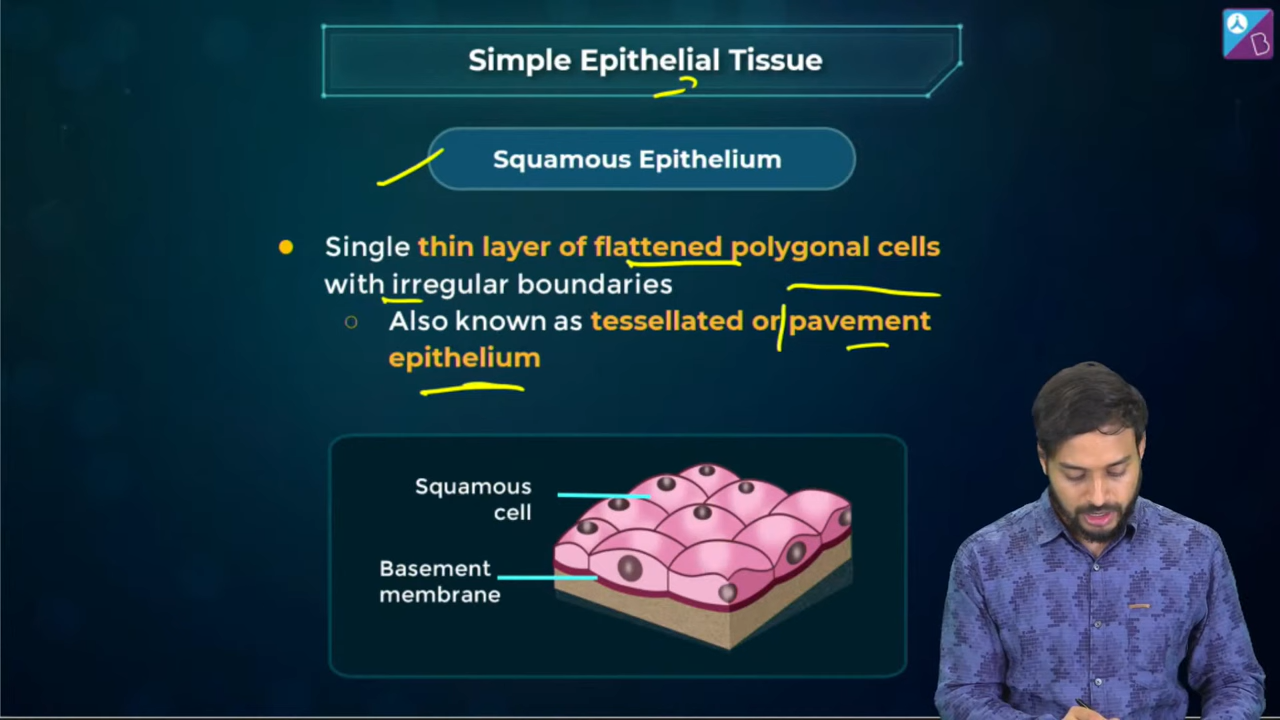 Simple Epithelial Tissue
Squamous Epithelium
Single thin layer of flattened polygonal cells
with irregular boundaries
Also known as tessellated or pavement
epithelium
Squamous
cell
Basement
membrane
B